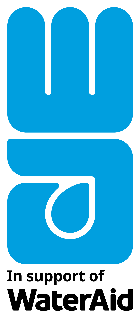 In support of
WaterAid